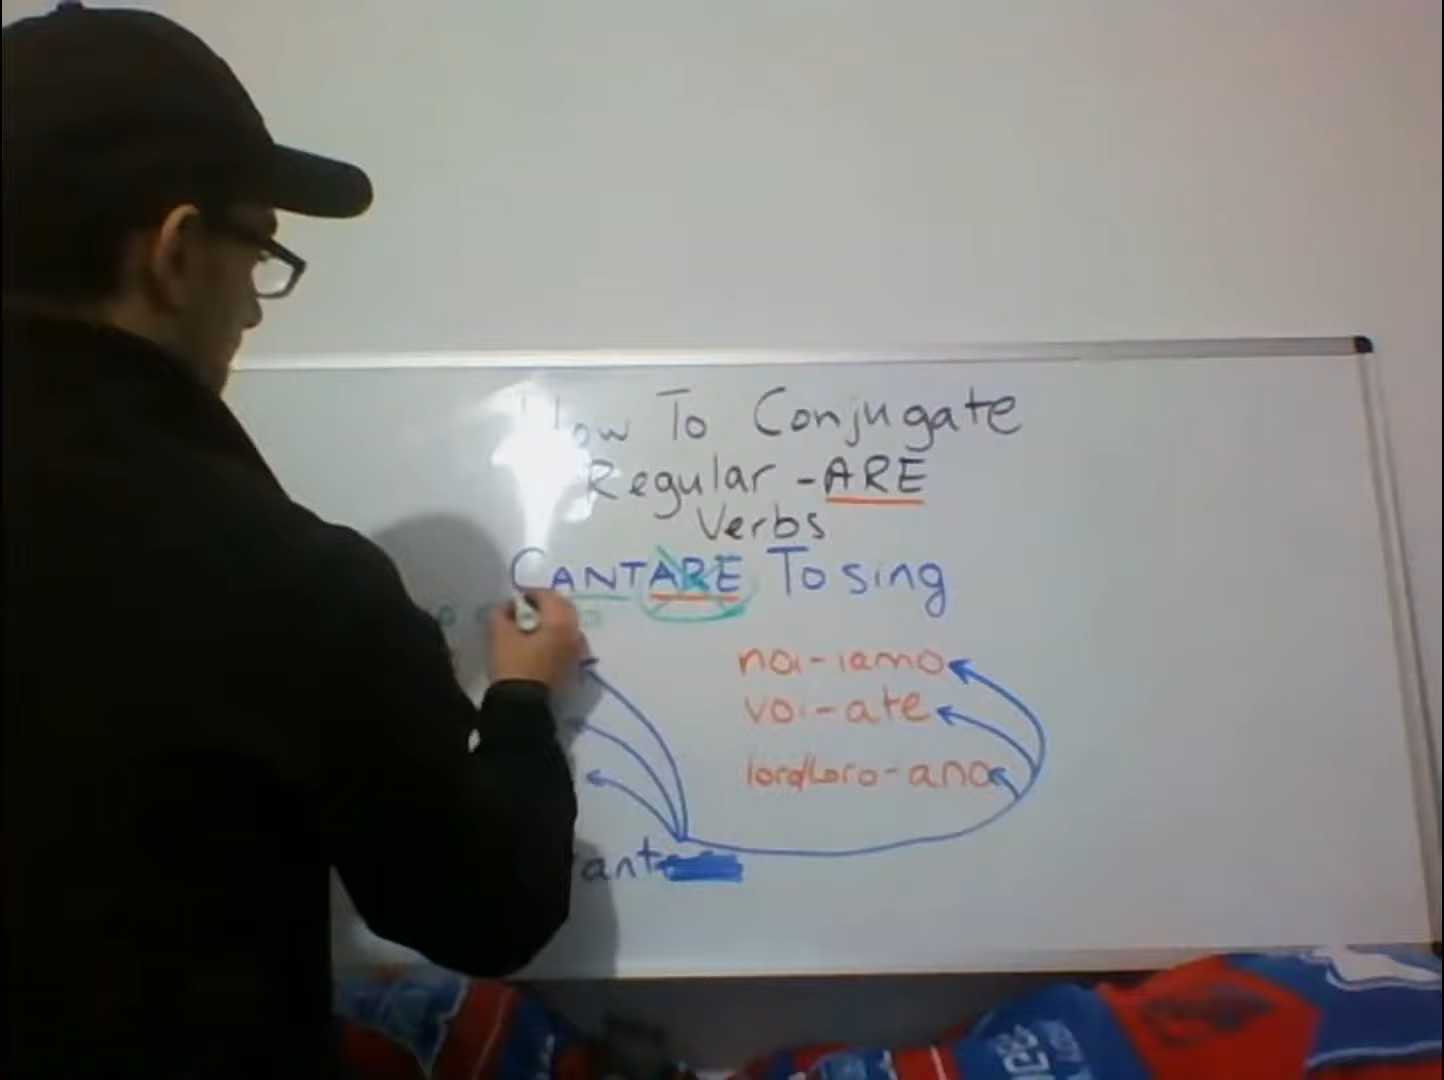 How To Conjugate
Regular -ARE
Verbs
CANTARE To sing
noi-iamo
voi-ate
loro/Loro-ano
ant